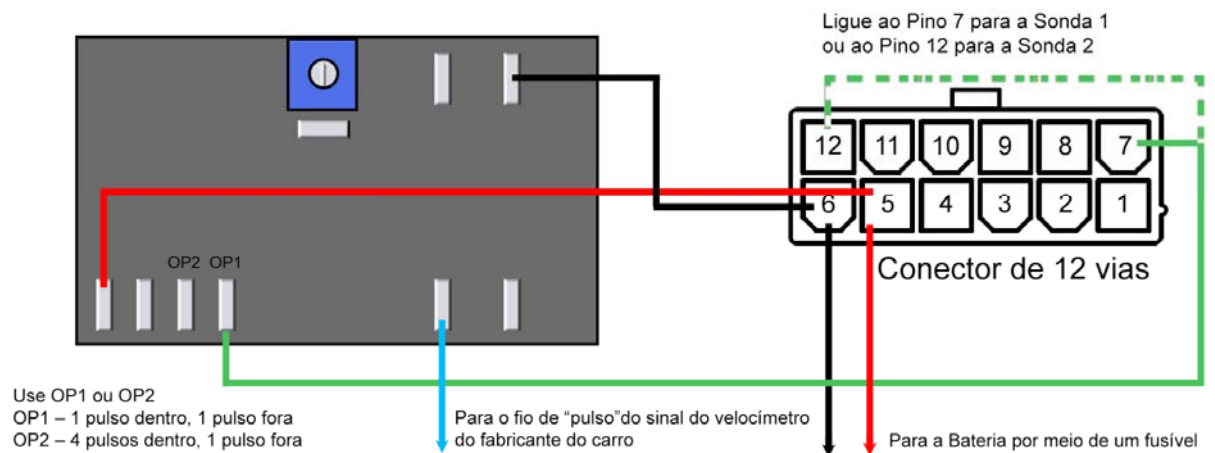 Ligue ao Pino 7 para a Sonda 1
ou ao Pino 12 para a Sonda 2
12 11 10 9 8 7
6 5 4 3 2 1
Conector de 12 vias
OP2 OP1
Use OP1 ou OP2
OP1 – 1 pulso dentro, 1 pulso fora
OP2 – 4 pulsos dentro, 1 pulso fora
Para o fio de “pulso”do sinal do velocímetro
do fabricante do carro
Para a Bateria por meio de um fusível